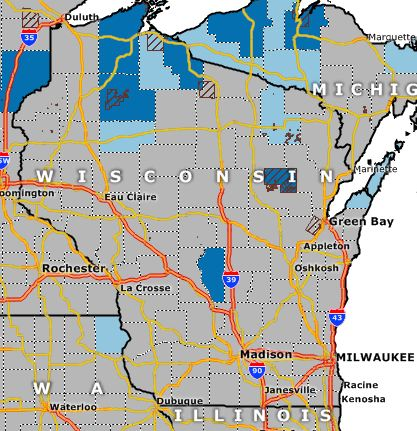 Duluth
35
Marquette
MICHIG
WISCONSIN
Marinette
oomington
Eau Claire
Green Bay
Appleton
Rochester
Oshkosh
La Crosse
39
43
Madison
MILWAUKEE
90
Janesville
Racine
Kenosha
WA
Dubuque
Waterloo
ILLINOIS